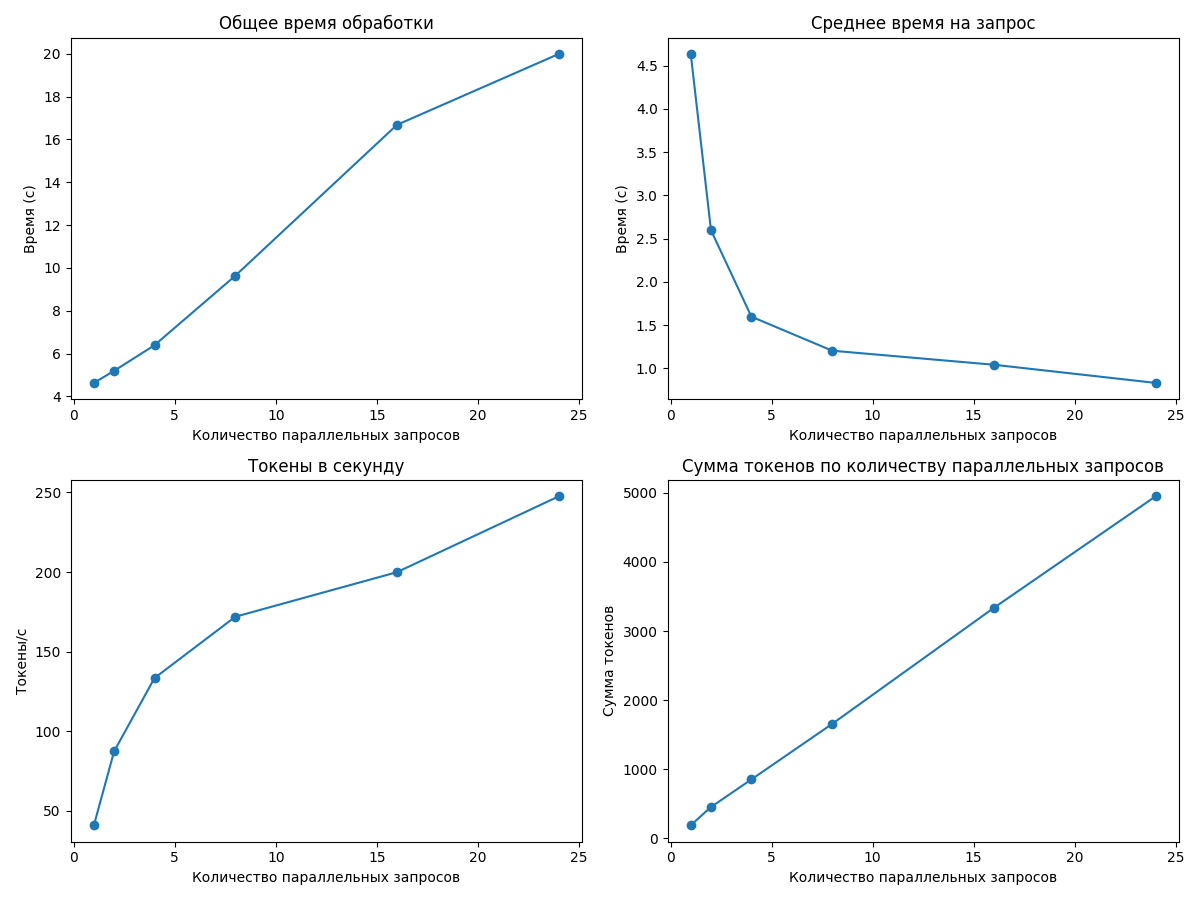 Общее время обработки
Среднее время на запрос
20
18
16
14
12
10
8
6
4
Время (с)
0 5 10 15 20 25
Количество параллельных запросов
4.5
4.0
3.5
3.0
2.5
2.0
1.5
1.0
Время (с)
0 5 10 15 20 25
Количество параллельных запросов
Токены в секунду
Сумма токенов по количеству параллельных запросов
250
200
150
100
50
Токены/с
0 5 10 15 20 25
Количество параллельных запросов
5000
4000
3000
2000
1000
0
Сумма токенов
0 5 10 15 20 25
Количество параллельных запросов